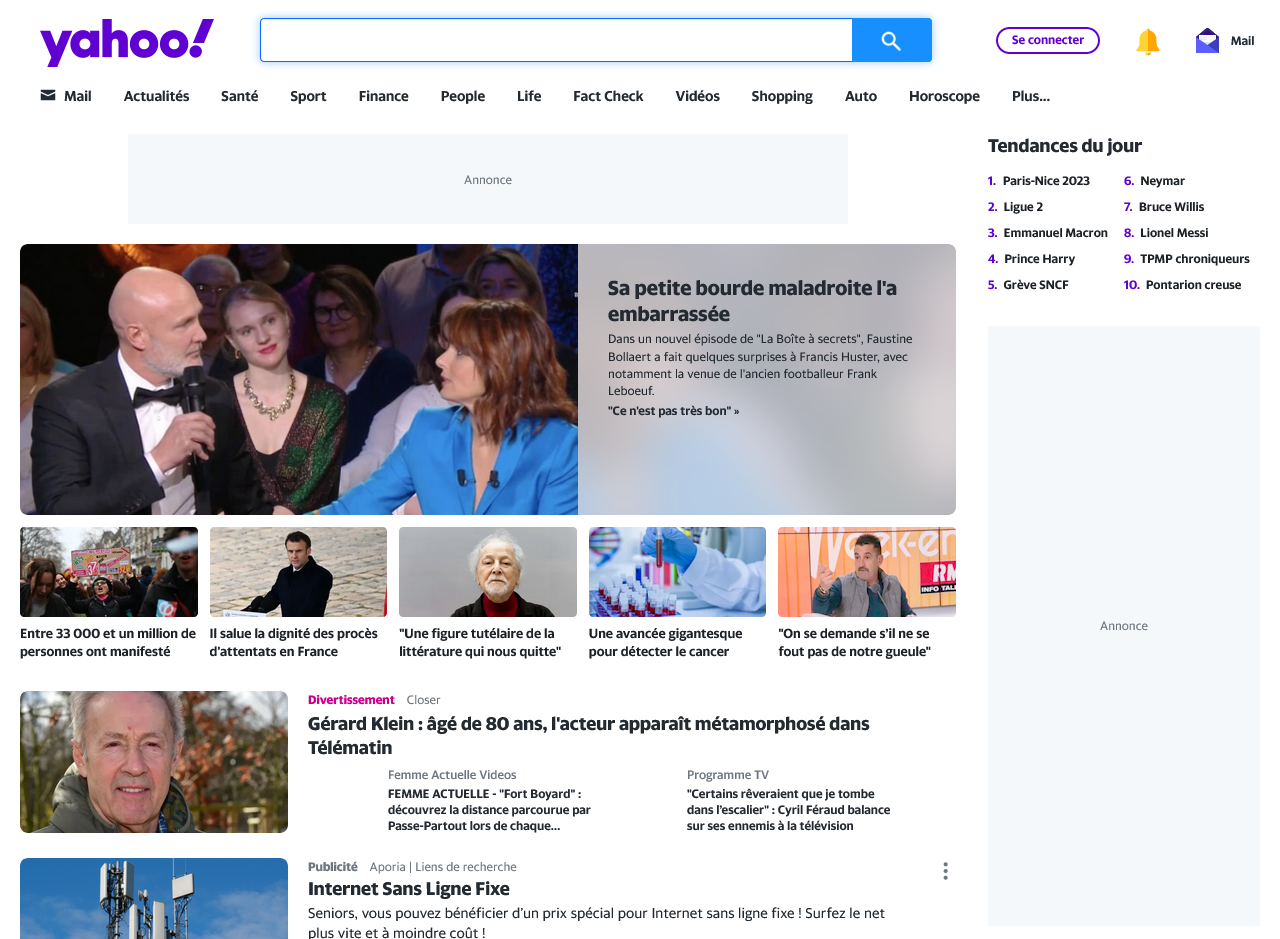 yahoo!
Se connecter
Mail
Mail Actualités Santé Sport Finance People Life Fact Check Vidéos Shopping Auto Horoscope Plus...
Annonce
Sa petite bourde maladroite l'a
embarrassée
Dans un nouvel épisode de "La Boîte à secrets", Faustine
Bollaert a fait quelques surprises à Francis Huster, avec
notamment la venue de l'ancien footballeur Frank
Leboeuf.
"Ce n'est pas très bon" »
Entre 33 000 et un million de
personnes ont manifesté
Il salue la dignité des procès
d'attentats en France
"Une figure tutélaire de la
littérature qui nous quitte"
Une avancée gigantesque
pour détecter le cancer
Week-en
RM
INFO TALK
"On se demande s'il ne se
fout pas de notre gueule"
Divertissement Closer
Gérard Klein : âgé de 80 ans, l'acteur apparaît métamorphosé dans
Télématin
Femme Actuelle Videos
FEMME ACTUELLE - "Fort Boyard" :
découvrez la distance parcourue par
Passe-Partout lors de chaque...
Programme TV
"Certains rêveraient que je tombe
dans l'escalier" : Cyril Féraud balance
sur ses ennemis à la télévision
Publicité Aporia | Liens de recherche
Internet Sans Ligne Fixe
Seniors, vous pouvez bénéficier d'un prix spécial pour Internet sans ligne fixe ! Surfez le net
plus vite et à moindre coût !
Tendances du jour
1. Paris-Nice 2023
2. Ligue 2
3. Emmanuel Macron
4. Prince Harry
5. Grève SNCF
6. Neymar
7. Bruce Willis
8. Lionel Messi
9. TPMP chroniqueurs
10. Pontarion creuse
Annonce